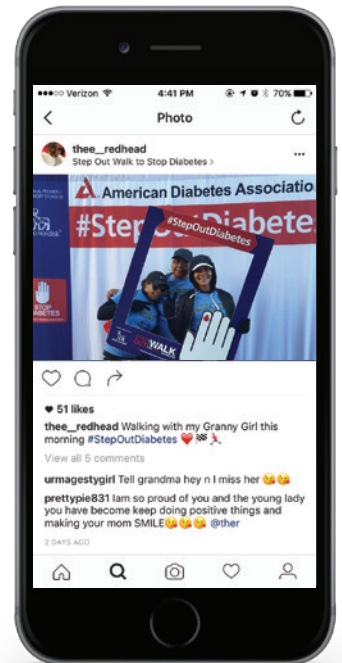 Verizon 4:41 PM 70%
Photo
thee__redhead
Step Out Walk to Stop Diabetes >
American Diabetes Associatio
#StepOutDiabete
#StepOutDiabetes
STOP
DIABETES
WALK
51 likes
thee__redhead Walking with my Granny Girl this
morning #StepOutDiabetes
View all 5 comments
urmagestygirl Tell grandma hey n I miss her
prettypie831 Iam so proud of you and the young lady
you have become keep doing positive things and
making your mom SMILE @ther
2 DAYS AGO